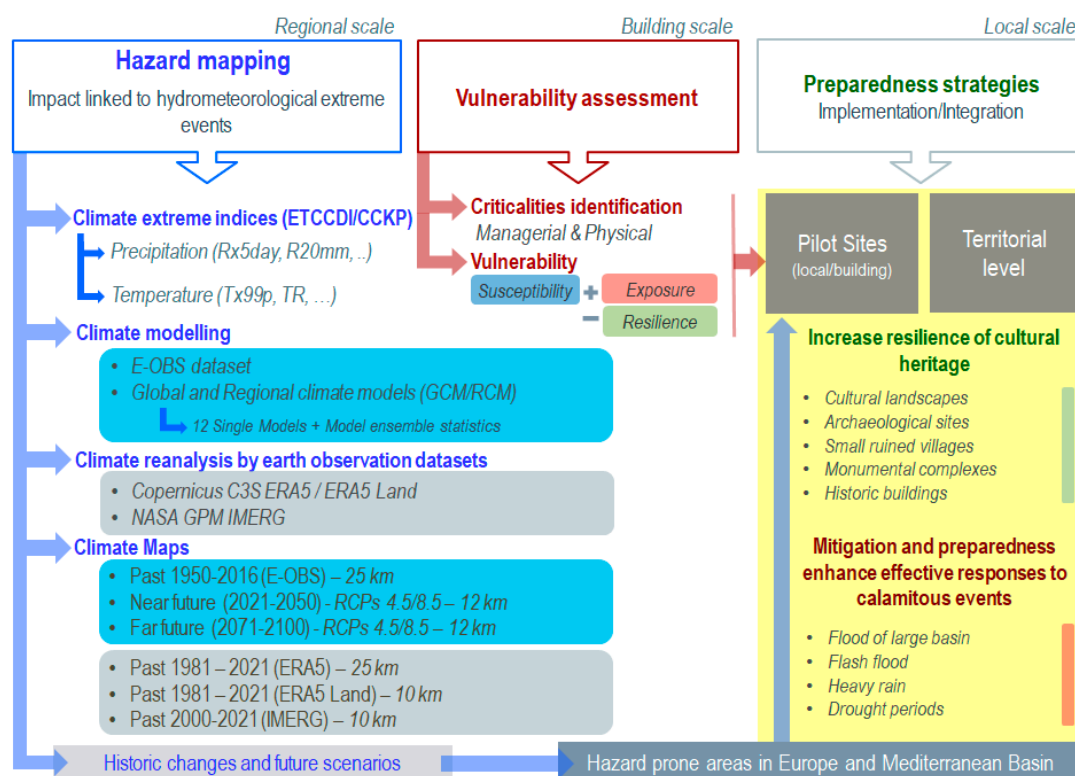 Regional scale
Hazard mapping
Impact linked to hydrometeorological extreme
events
Climate extreme indices (ETCCDI/CCKP)
Precipitation (Rx5day, R20mm, ..)
Temperature (Tx99p, TR, …)
Climate modelling
• E-OBS dataset
• Global and Regional climate models (GCM/RCM)
12 Single Models + Model ensemble statistics
Climate reanalysis by earth observation datasets
• Copernicus C3S ERA5 / ERA5 Land
• NASA GPM IMERG
Climate Maps
• Past 1950-2016 (E-OBS) – 25 km
• Near future (2021-2050) - RCPs 4.5/8.5 – 12 km
• Far future (2071-2100) - RCPs 4.5/8.5 – 12 km
• Past 1981 – 2021 (ERA5) – 25 km
• Past 1981 – 2021 (ERA5 Land) – 10 km
• Past 2000-2021 (IMERG) – 10 km
Historic changes and future scenarios
Building scale
Vulnerability assessment
Criticalities identification
Managerial & Physical
Vulnerability
Susceptibility + Exposure
– Resilience
Local scale
Preparedness strategies
Implementation/Integration
Pilot Sites
(local/building)
Territorial
level
Increase resilience of cultural
heritage
• Cultural landscapes
• Archaeological sites
• Small ruined villages
• Monumental complexes
• Historic buildings
Mitigation and preparedness
enhance effective responses to
calamitous events
• Flood of large basin
• Flash flood
• Heavy rain
• Drought periods
Hazard prone areas in Europe and Mediterranean Basin